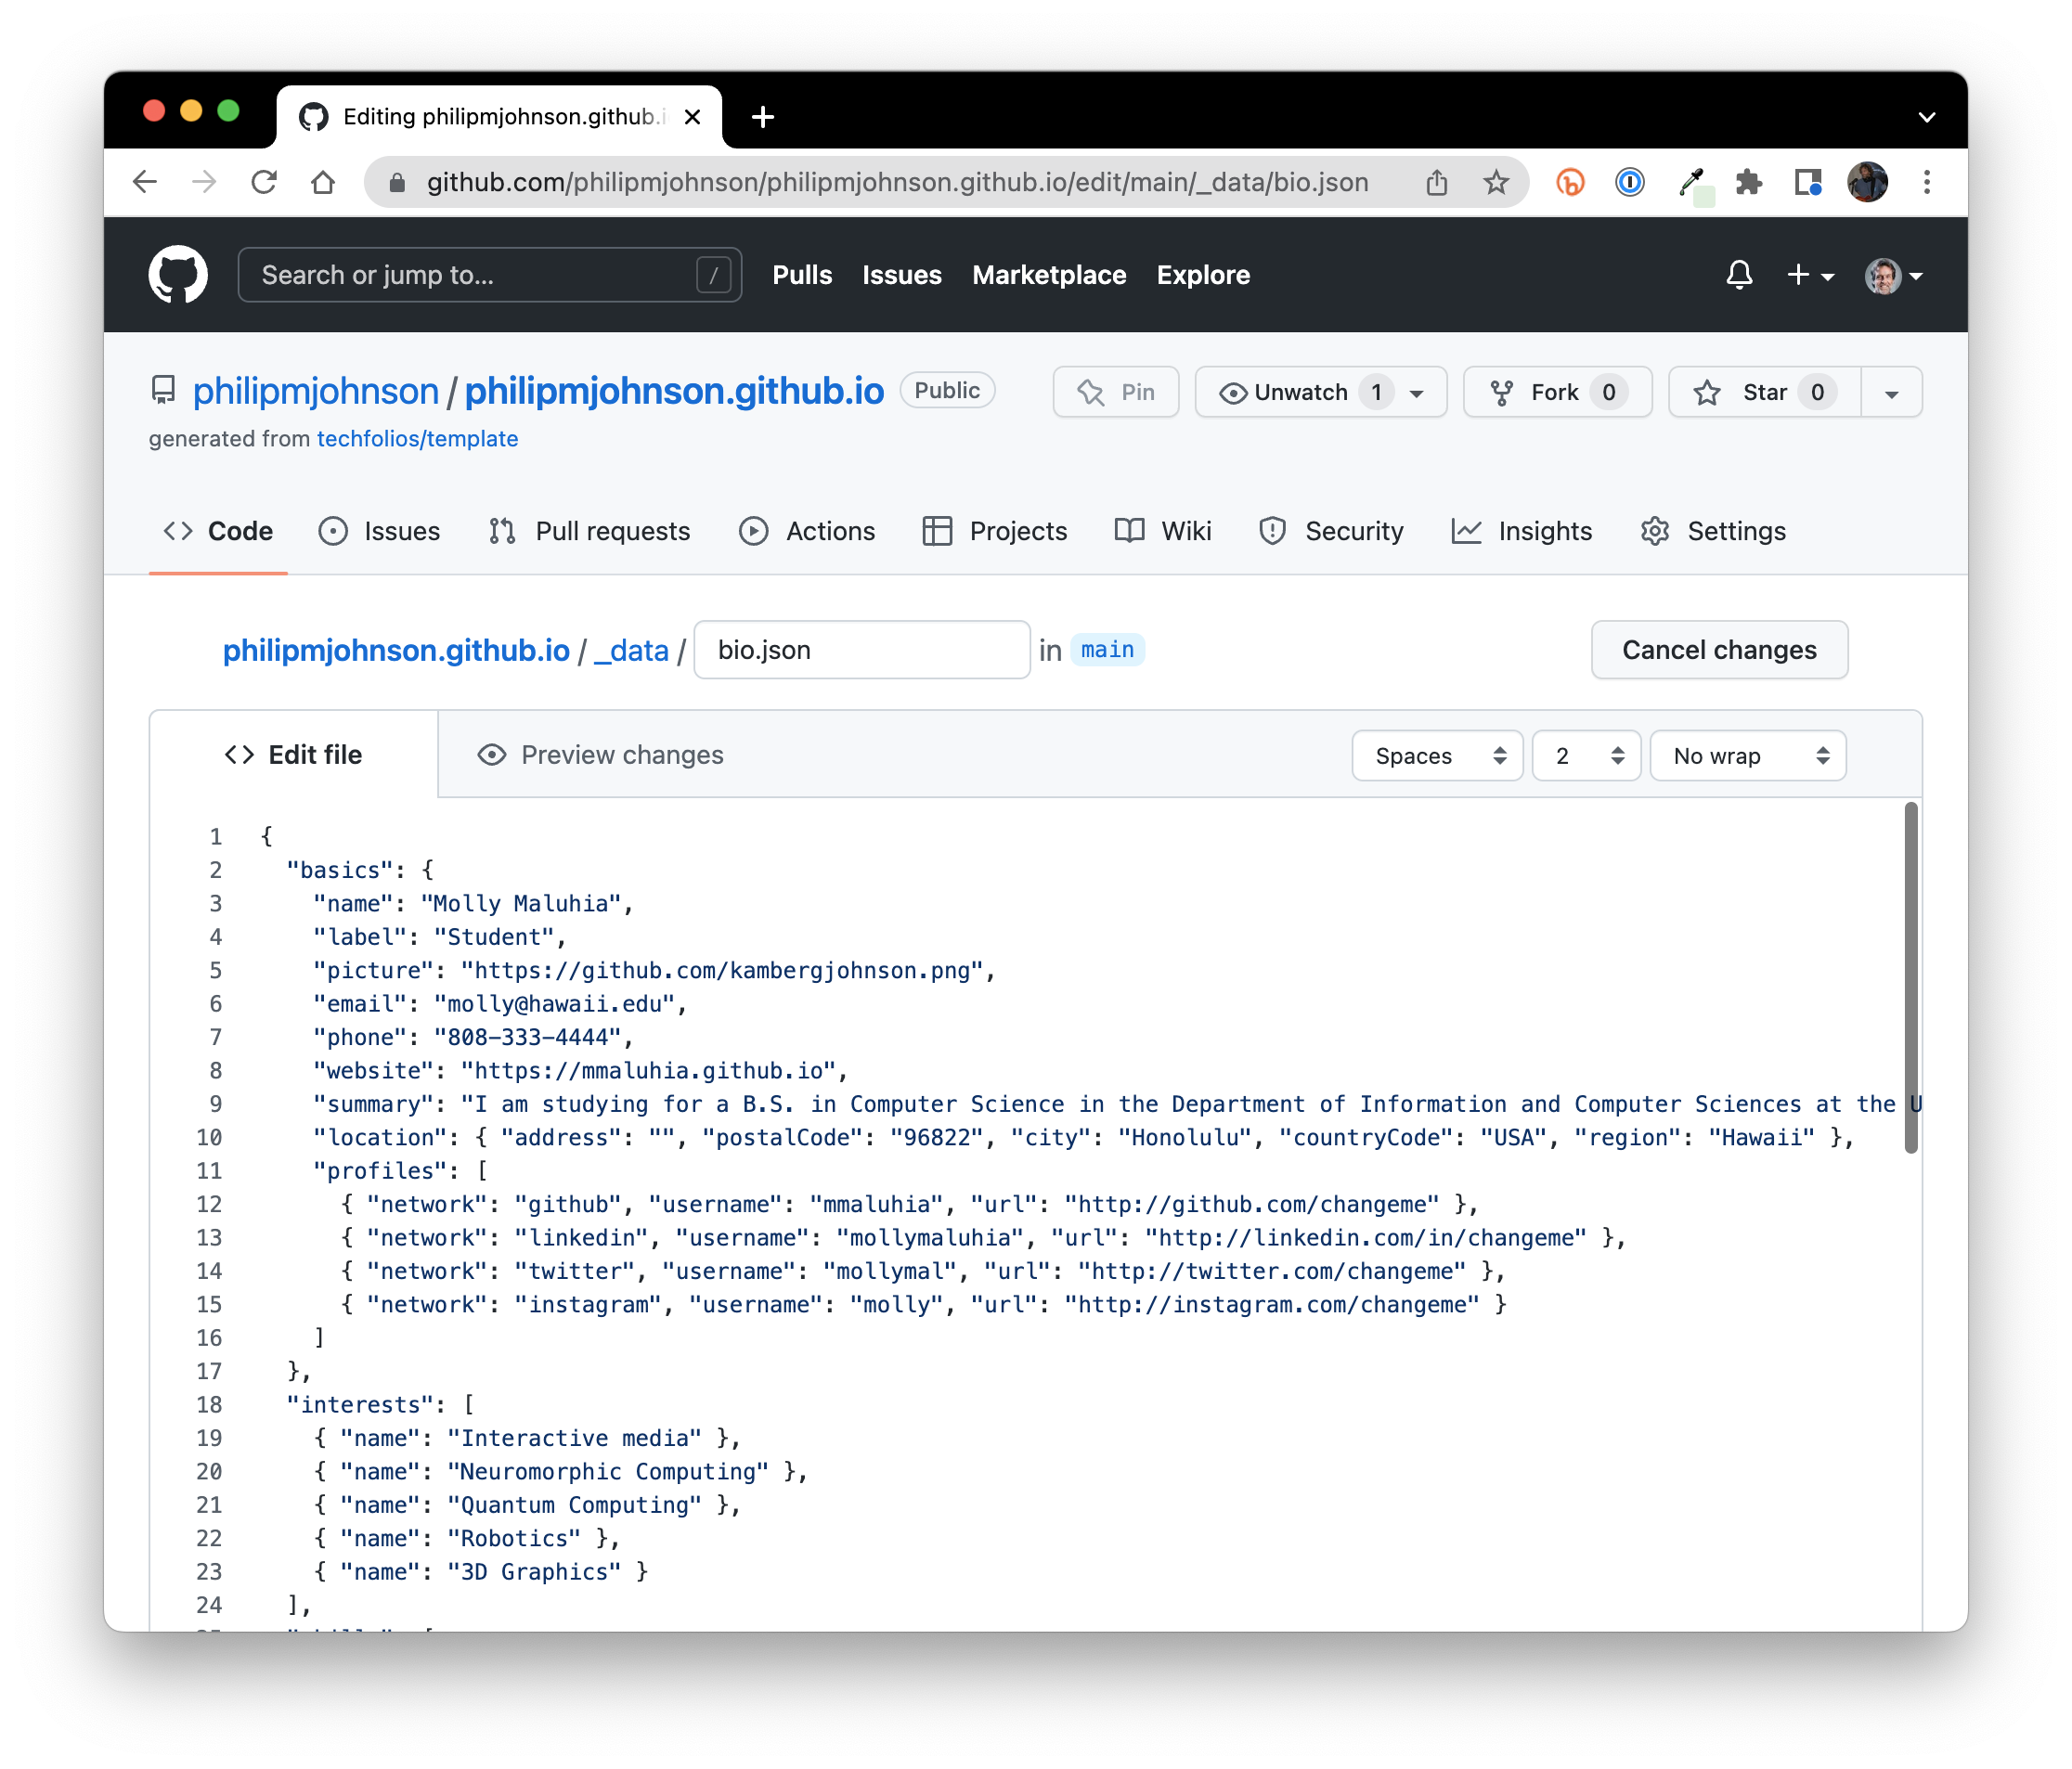 Editing philipmjohnson.github.i
github.com/philipmjohnson/philipmjohnson.github.io/edit/main/_data/bio.json
Search or jump to... / Pulls Issues Marketplace Explore
philipmjohnson / philipmjohnson.github.io Public Pin Unwatch 1 Fork 0 Star 0
generated from techfolios/template
Code Issues Pull requests Actions Projects Wiki Security Insights Settings
philipmjohnson.github.io / _data / bio.json in main Cancel changes
Edit file Preview changes Spaces 2 No wrap
1 {
2 "basics": {
3 "name": "Molly Maluhia",
4 "label": "Student",
5 "picture": "https://github.com/kambergjohnson.png",
6 "email": "molly@hawaii.edu",
7 "phone": "808-333-4444",
8 "website": "https://mmaluhia.github.io",
9 "summary": "I am studying for a B.S. in Computer Science in the Department of Information and Computer Sciences at the U
10 "location": { "address": "", "postalCode": "96822", "city": "Honolulu", "countryCode": "USA", "region": "Hawaii" },
11 "profiles": [
12 { "network": "github", "username": "mmaluhia", "url": "http://github.com/changeme" },
13 { "network": "linkedin", "username": "mollymaluhia", "url": "http://linkedin.com/in/changeme" },
14 { "network": "twitter", "username": "mollymal", "url": "http://twitter.com/changeme" },
15 { "network": "instagram", "username": "molly", "url": "http://instagram.com/changeme" }
16 ]
17 },
18 "interests": [
19 { "name": "Interactive media" },
20 { "name": "Neuromorphic Computing" },
21 { "name": "Quantum Computing" },
22 { "name": "Robotics" },
23 { "name": "3D Graphics" }
24 ],